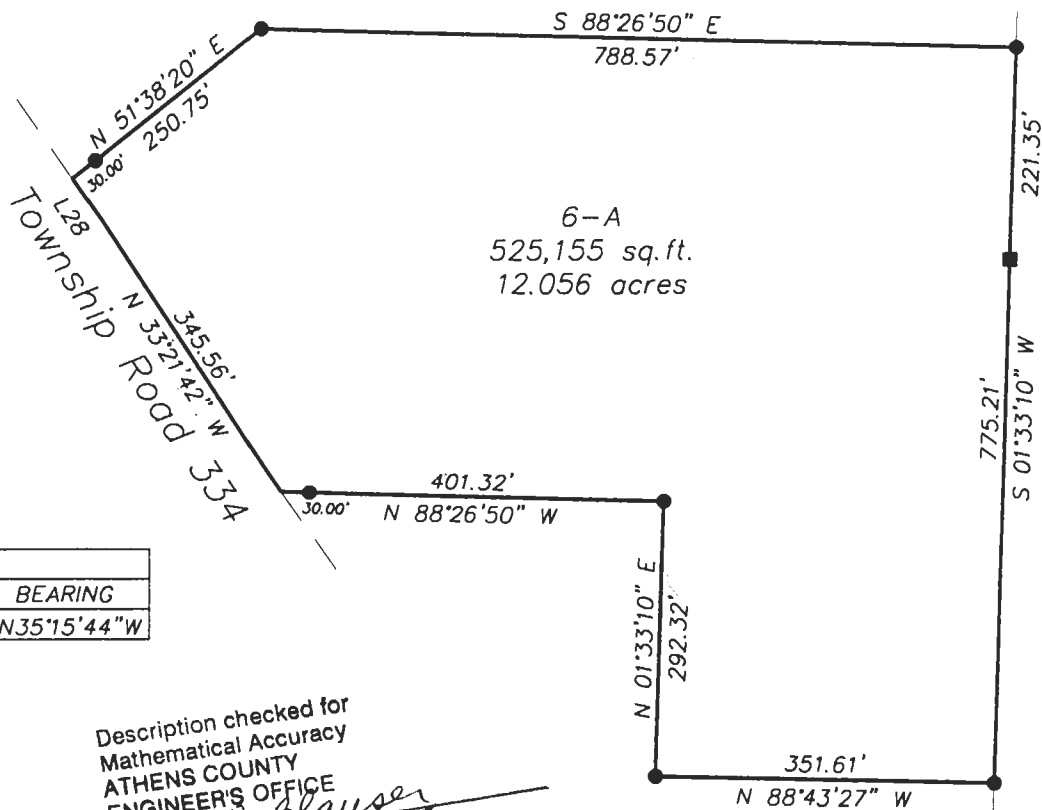 S 88°26'50" E
788.57'
N 51°38'20" E
250.75'
30.00'
L28
Township Road 334
345.56'
N 33°21'42" W
221.35'
6-A
525,155 sq.ft.
12.056 acres
775.21'
S 01°33'10" W
401.32'
30.00'
N 88°26'50" W
N 01°33'10" E
292.32'
BEARING
N35°15'44"W
351.61'
N 88°43'27" W
Description checked for
Mathematical Accuracy
ATHENS COUNTY
ENGINEER'S OFFICE